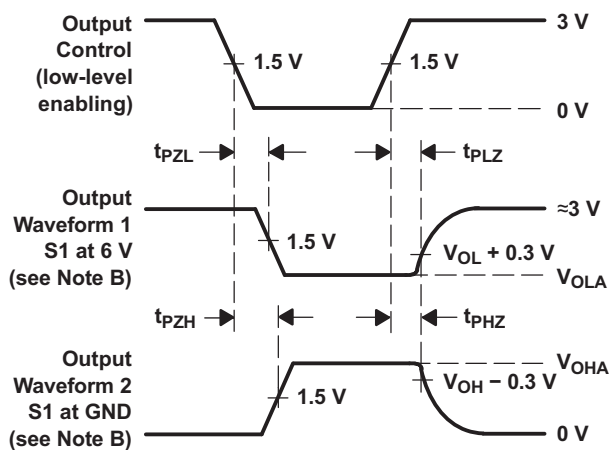 Output
Control
(low-level
enabling)
1.5 V
1.5 V
3 V
0 V
tPZL
tPLZ
Output
Waveform 1
S1 at 6 V
(see Note B)
1.5 V
VOL + 0.3 V
≈3 V
VOLA
tPZH
tPHZ
Output
Waveform 2
S1 at GND
(see Note B)
1.5 V
VOH − 0.3 V
VOHA
0 V